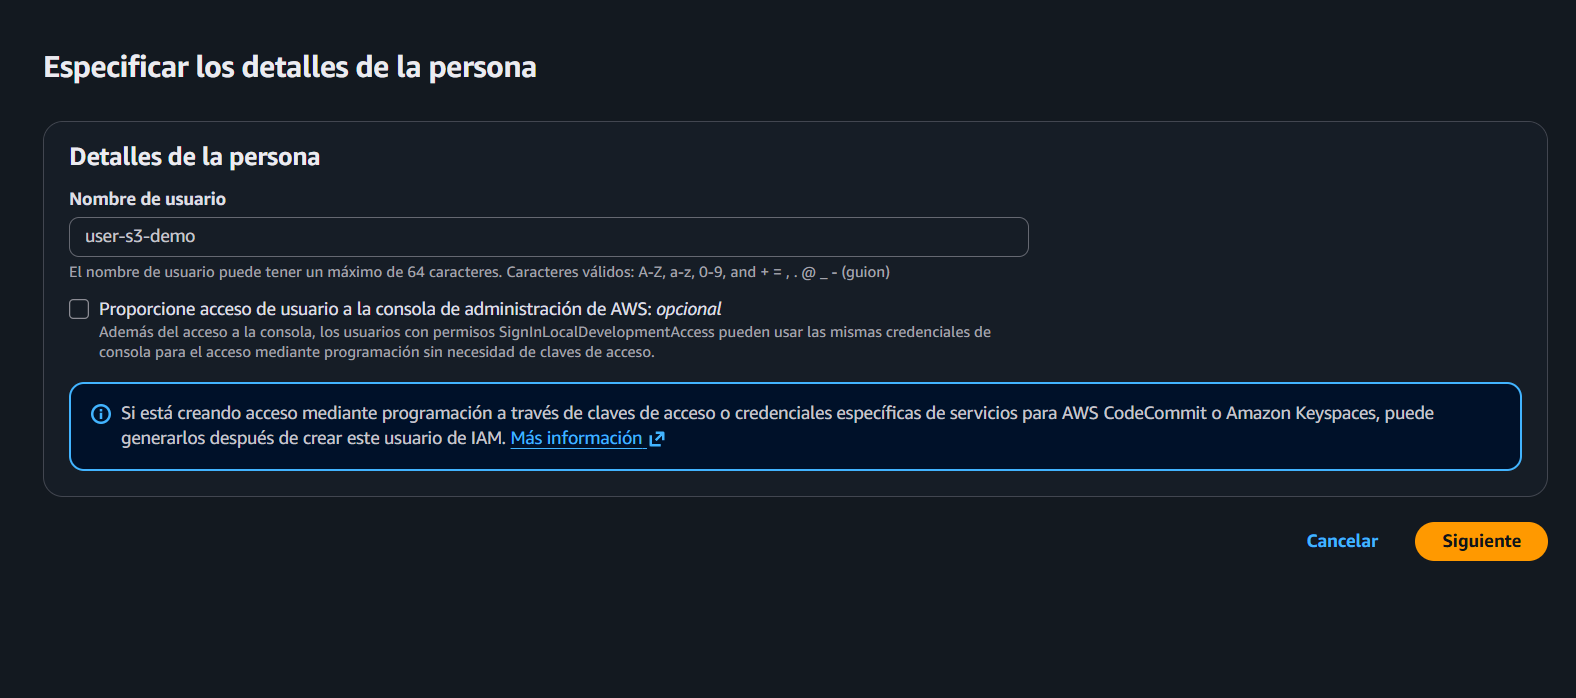 Especificar los detalles de la persona
Detalles de la persona
Nombre de usuario
user-s3-demo
El nombre de usuario puede tener un máximo de 64 caracteres. Caracteres válidos: A-Z, a-z, 0-9, and + = , . @ _ - (guion)
Proporcione acceso de usuario a la consola de administración de AWS: opcional
Además del acceso a la consola, los usuarios con permisos SignInLocalDevelopmentAccess pueden usar las mismas credenciales de
consola para el acceso mediante programación sin necesidad de claves de acceso.
Si está creando acceso mediante programación a través de claves de acceso o credenciales específicas de servicios para AWS CodeCommit o Amazon Keyspaces, puede
generarlos después de crear este usuario de IAM. Más información
Cancelar
Siguiente